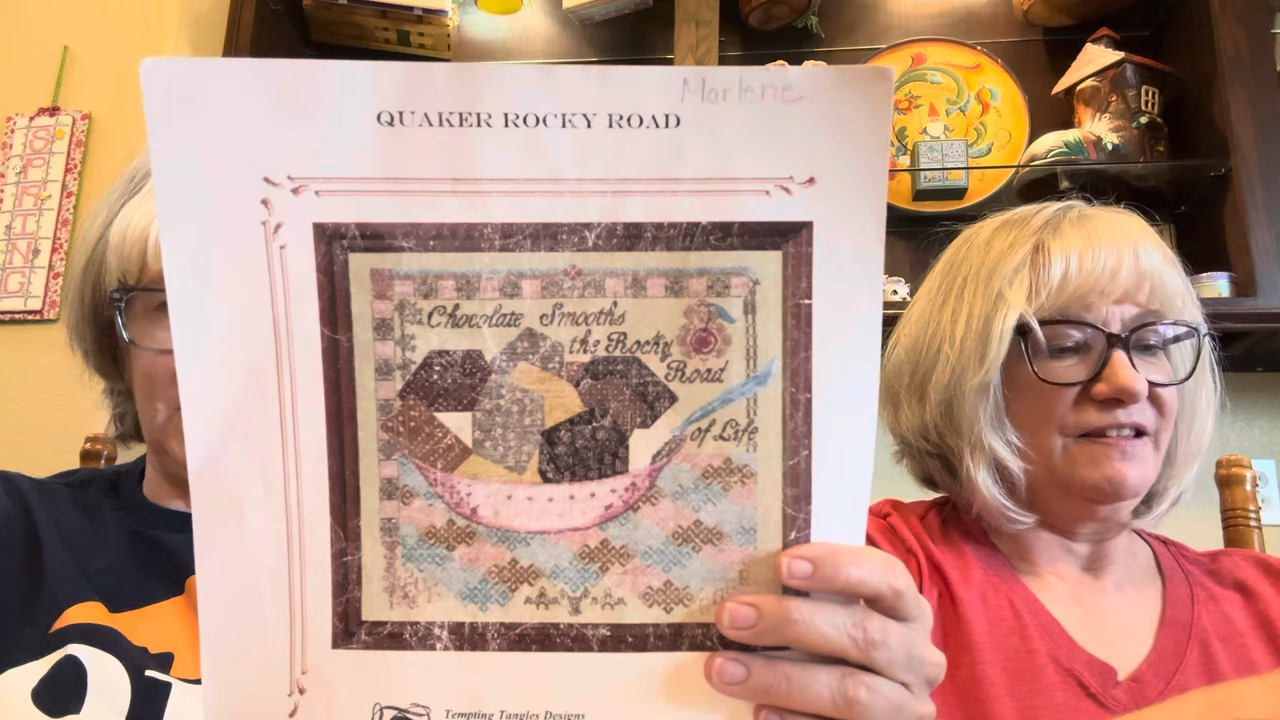 Marlene
QUAKER ROCKY ROAD
SPRING
Chocolate Smooths
the Rocky
Road
of Life
Tempting Tangles Designs